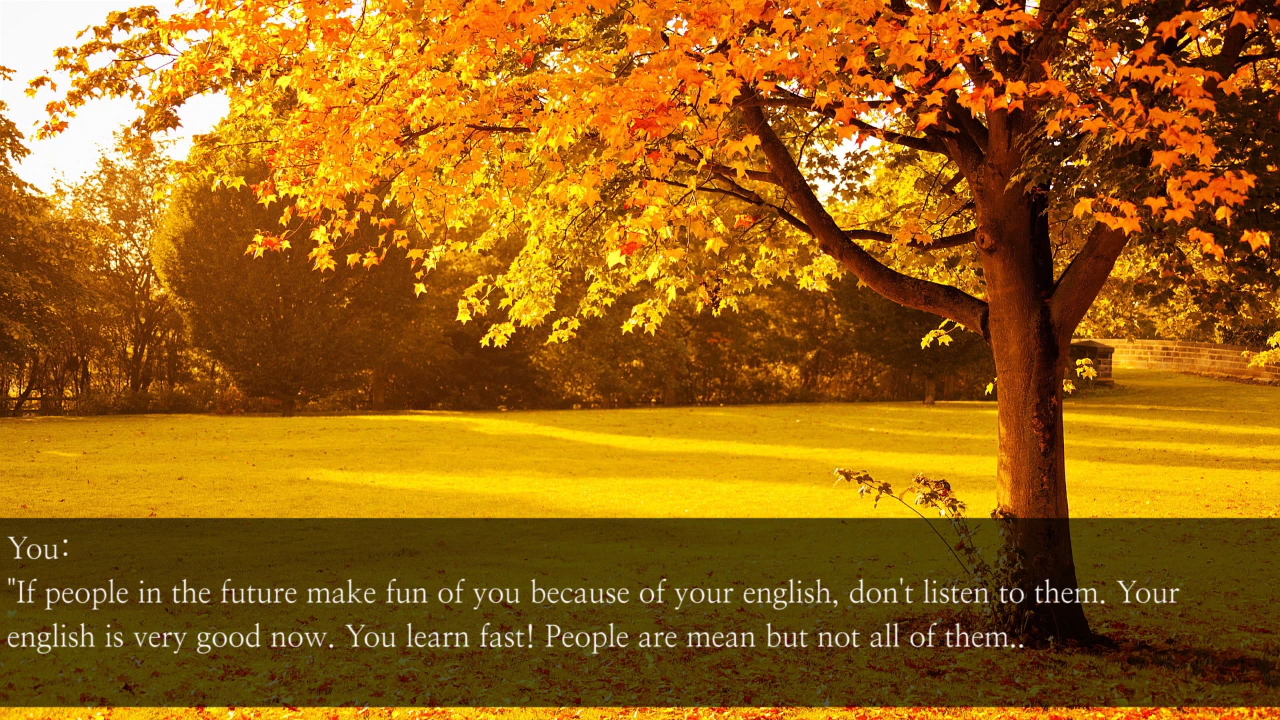 You:
"If people in the future make fun of you because of your english, don't listen to them. Your
english is very good now. You learn fast! People are mean but not all of them..